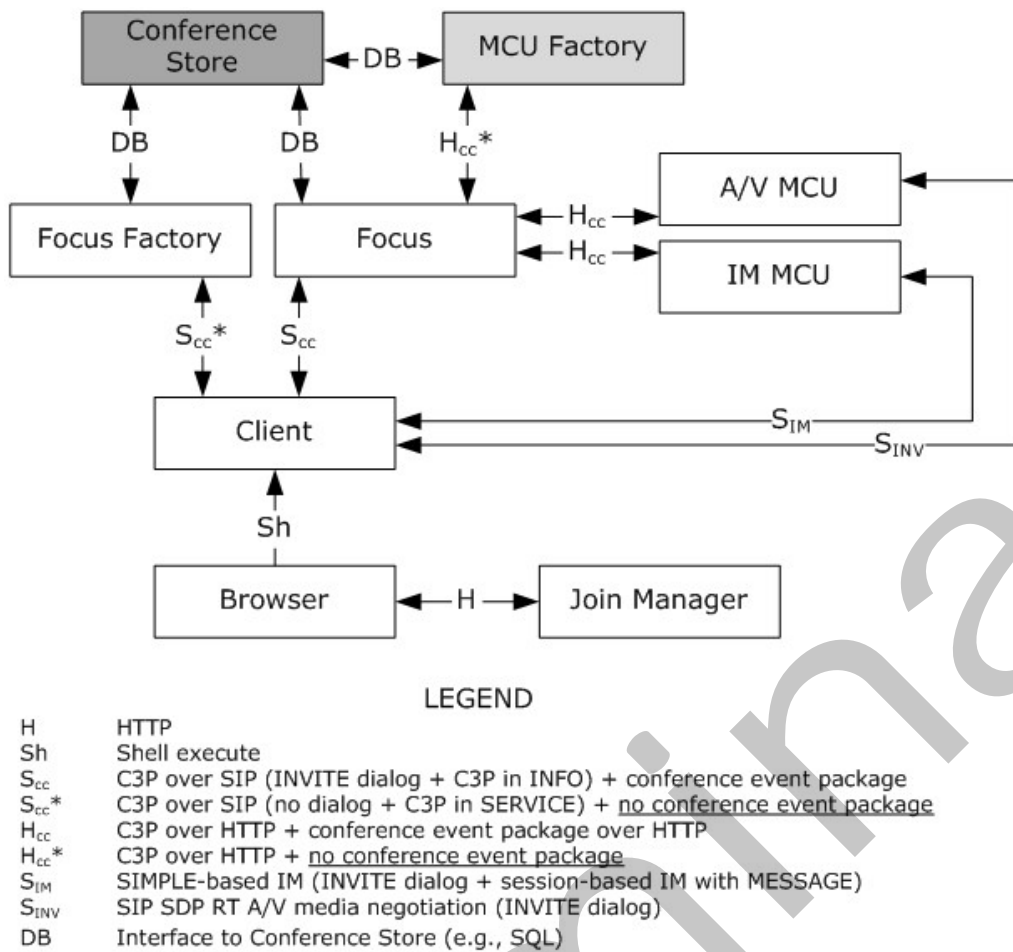 Conference
Store
DB
MCU Factory
DB
DB
Hcc*
A/V MCU
Focus Factory
Focus
Hcc
Hcc
IM MCU
Scc*
Scc
Client
SIM
SINV
Sh
Browser
H
Join Manager
LEGEND
H HTTP
Sh Shell execute
Scc C3P over SIP (INVITE dialog + C3P in INFO) + conference event package
Scc* C3P over SIP (no dialog + C3P in SERVICE) + no conference event package
Hcc C3P over HTTP + conference event package over HTTP
Hcc* C3P over HTTP + no conference event package
SIM SIMPLE-based IM (INVITE dialog + session-based IM with MESSAGE)
SINV SIP SDP RT A/V media negotiation (INVITE dialog)
DB Interface to Conference Store (e.g., SQL)
mina